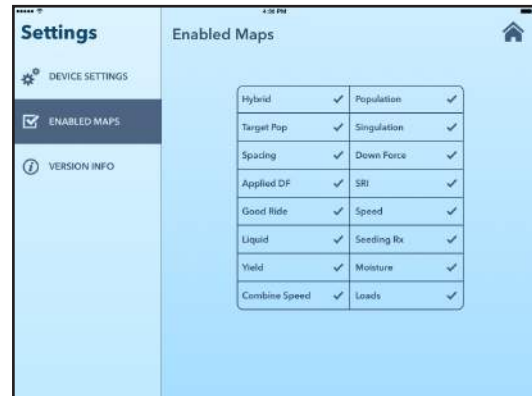 4:06 PM
Settings
Enabled Maps
DEVICE SETTINGS
ENABLED MAPS
VERSION INFO
Hybrid Population
Target Pop Singulation
Spacing Down Force
Applied DF SRI
Good Ride Speed
Liquid Seeding Rx
Yield Moisture
Combine Speed Loads